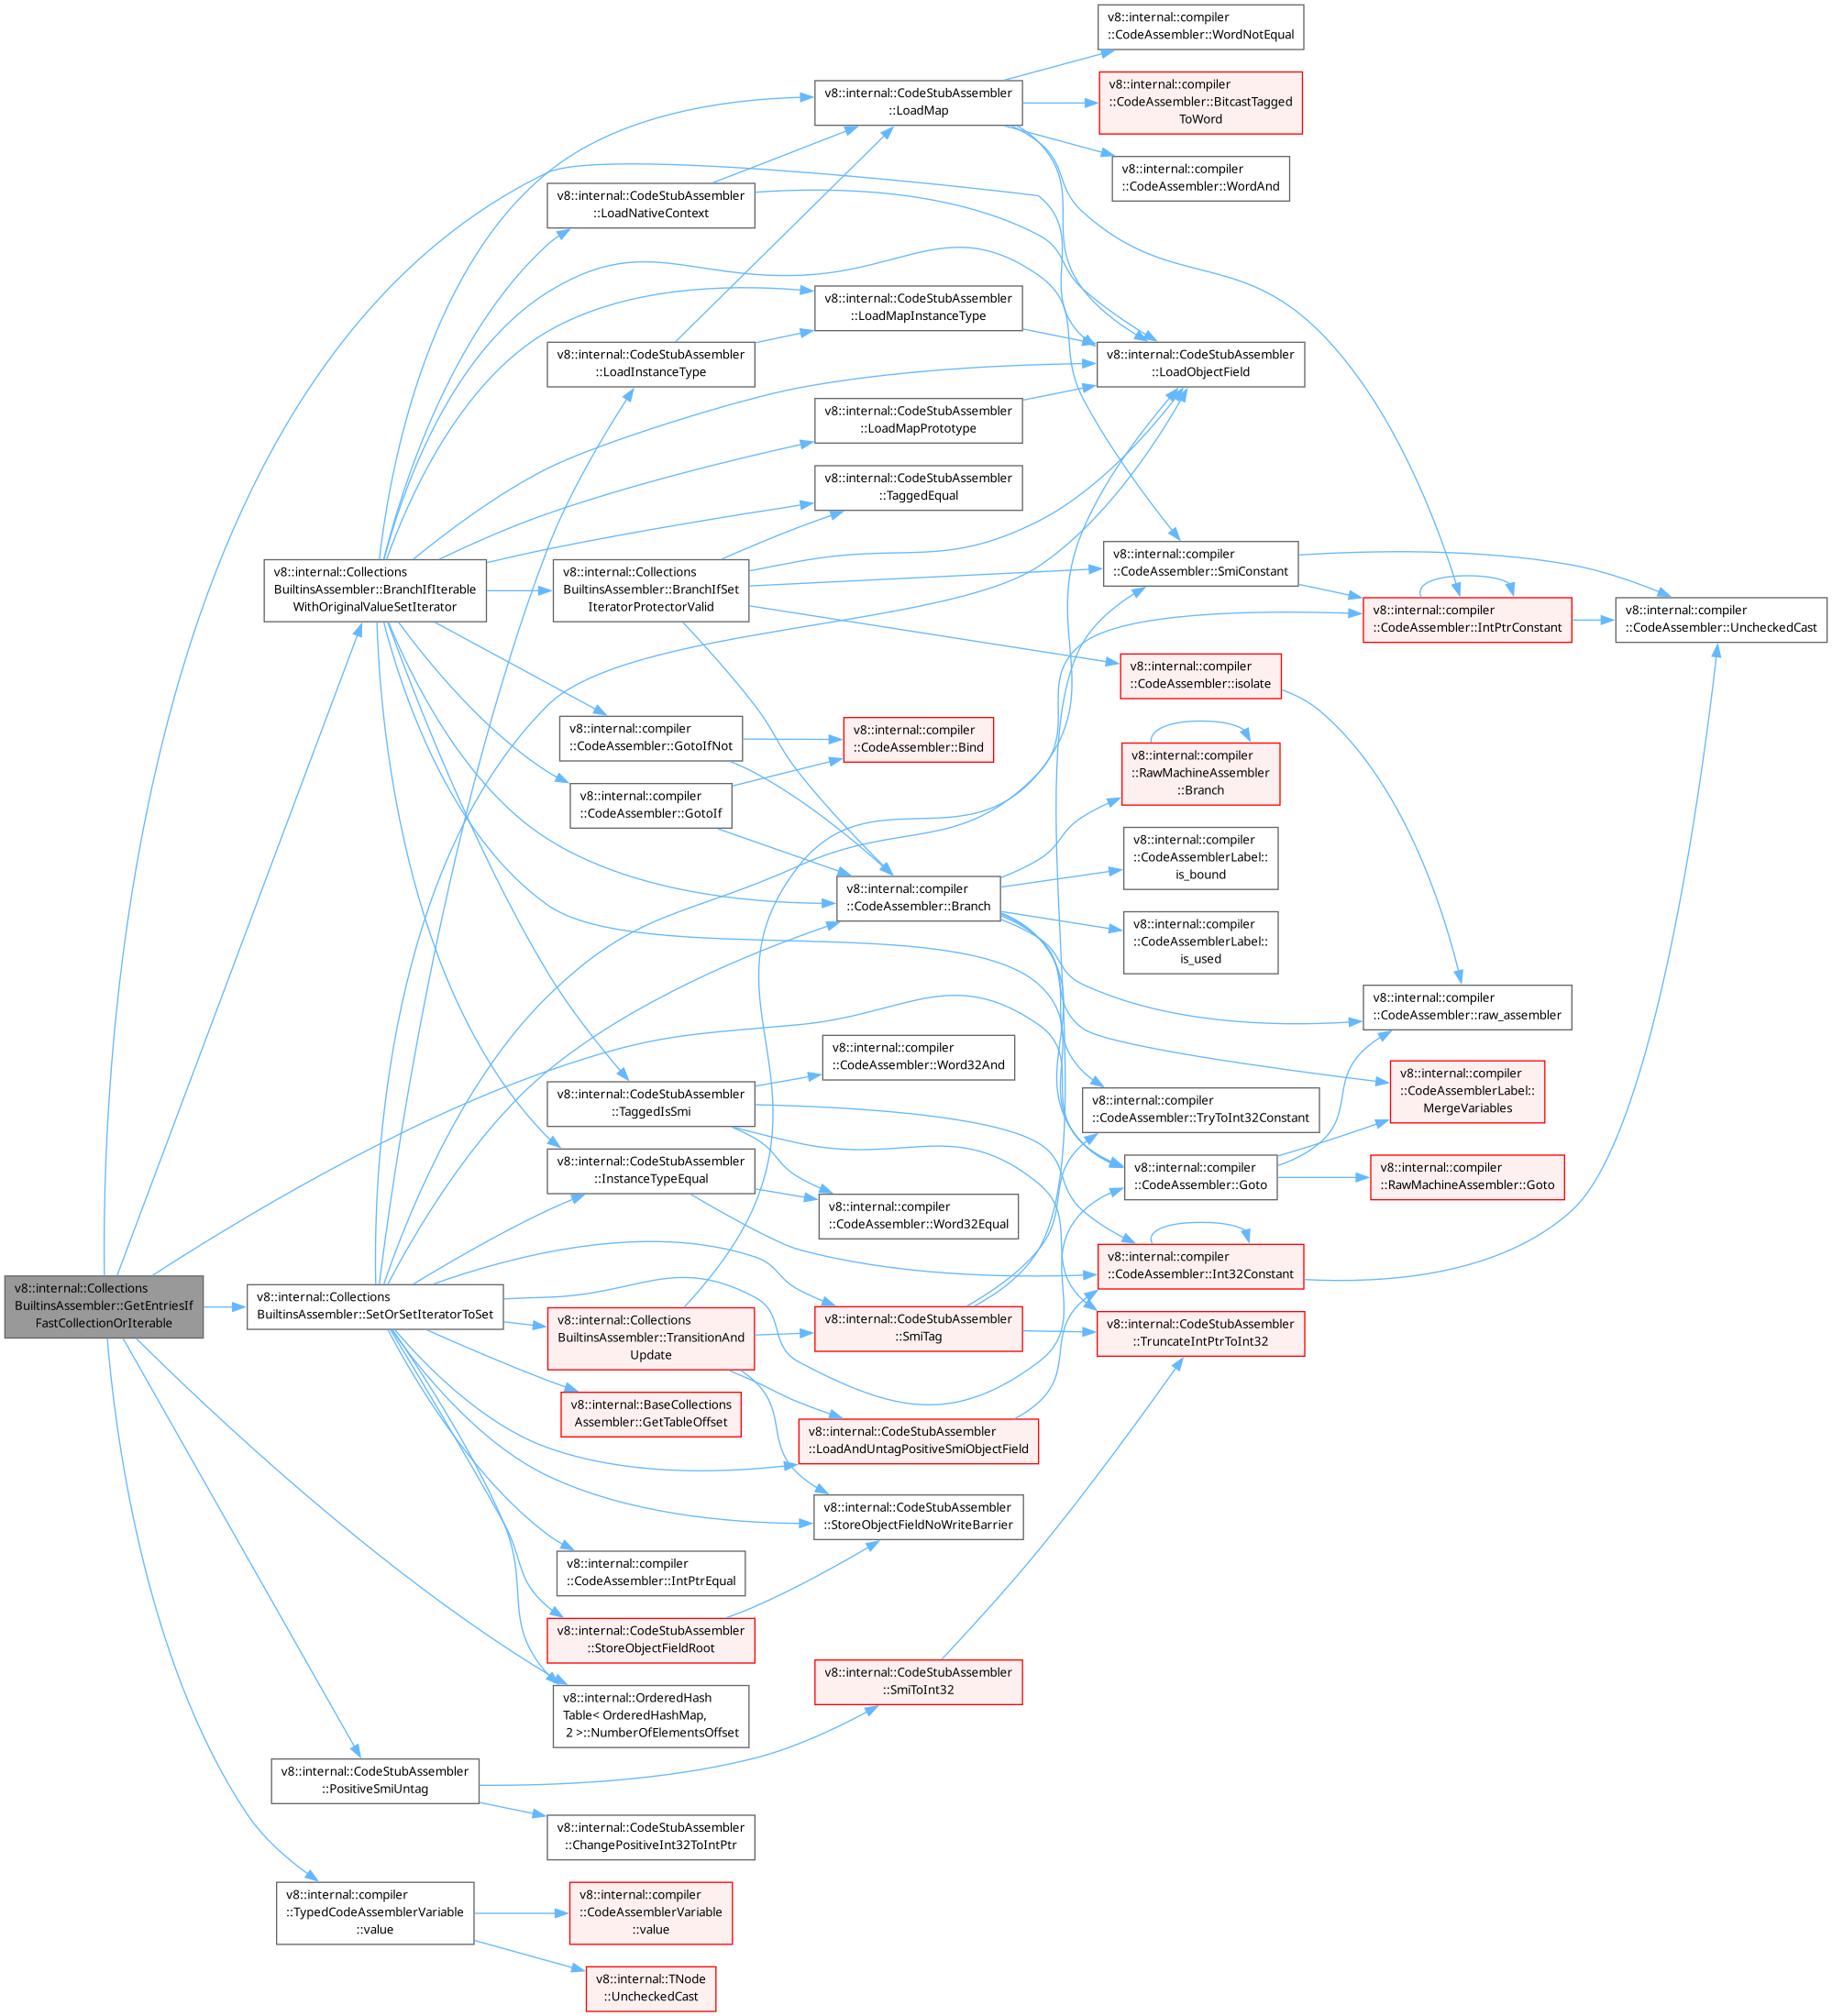 v8::internal::compiler
::CodeAssembler::WordNotEqual
v8::internal::compiler
::CodeAssembler::BitcastTagged
ToWord
v8::internal::CodeStubAssembler
::LoadMap
v8::internal::compiler
::CodeAssembler::WordAnd
v8::internal::CodeStubAssembler
::LoadNativeContext
v8::internal::CodeStubAssembler
::LoadMapInstanceType
v8::internal::CodeStubAssembler
::LoadInstanceType
v8::internal::CodeStubAssembler
::LoadObjectField
v8::internal::CodeStubAssembler
::LoadMapPrototype
v8::internal::CodeStubAssembler
::TaggedEqual
v8::internal::Collections
BuiltinsAssembler::BranchIfIterable
WithOriginalValueSetIterator
v8::internal::Collections
BuiltinsAssembler::BranchIfSet
IteratorProtectorValid
v8::internal::compiler
::CodeAssembler::SmiConstant
v8::internal::compiler
::CodeAssembler::IntPtrConstant
v8::internal::compiler
::CodeAssembler::UncheckedCast
v8::internal::compiler
::CodeAssembler::isolate
v8::internal::compiler
::CodeAssembler::GotoIfNot
v8::internal::compiler
::CodeAssembler::Bind
v8::internal::compiler
::RawMachineAssembler
::Branch
v8::internal::compiler
::CodeAssembler::GotoIf
v8::internal::compiler
::CodeAssemblerLabel::
is_bound
v8::internal::compiler
::CodeAssembler::Branch
v8::internal::compiler
::CodeAssemblerLabel::
is_used
v8::internal::compiler
::CodeAssembler::raw_assembler
v8::internal::compiler
::CodeAssembler::Word32And
v8::internal::compiler
::CodeAssemblerLabel::
MergeVariables
v8::internal::CodeStubAssembler
::TaggedIsSmi
v8::internal::compiler
::CodeAssembler::TryToInt32Constant
v8::internal::CodeStubAssembler
::InstanceTypeEqual
v8::internal::compiler
::CodeAssembler::Goto
v8::internal::compiler
::RawMachineAssembler::Goto
v8::internal::compiler
::CodeAssembler::Word32Equal
v8::internal::compiler
::CodeAssembler::Int32Constant
v8::internal::Collections
BuiltinsAssembler::GetEntriesIf
FastCollectionOrIterable
v8::internal::Collections
BuiltinsAssembler::SetOrSetIteratorToSet
v8::internal::Collections
BuiltinsAssembler::TransitionAnd
Update
v8::internal::CodeStubAssembler
::SmiTag
v8::internal::CodeStubAssembler
::TruncateIntPtrToInt32
v8::internal::BaseCollections
Assembler::GetTableOffset
v8::internal::CodeStubAssembler
::LoadAndUntagPositiveSmiObjectField
v8::internal::CodeStubAssembler
::StoreObjectFieldNoWriteBarrier
v8::internal::compiler
::CodeAssembler::IntPtrEqual
v8::internal::CodeStubAssembler
::StoreObjectFieldRoot
v8::internal::CodeStubAssembler
::SmiToInt32
v8::internal::OrderedHash
Table< OrderedHashMap,
2 >::NumberOfElementsOffset
v8::internal::CodeStubAssembler
::PositiveSmiUntag
v8::internal::CodeStubAssembler
::ChangePositiveInt32ToIntPtr
v8::internal::compiler
::TypedCodeAssemblerVariable
::value
v8::internal::compiler
::CodeAssemblerVariable
::value
v8::internal::TNode
::UncheckedCast